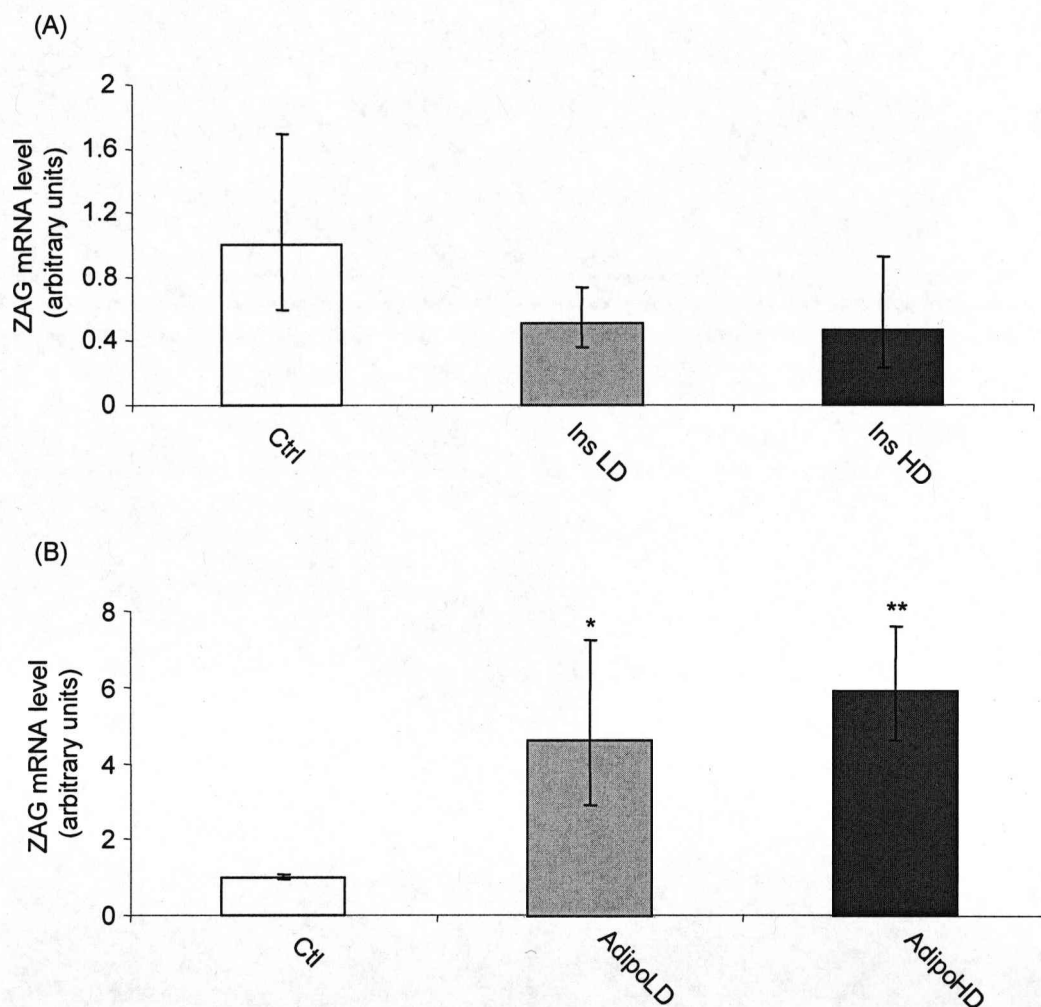 (A)
ZAG mRNA level
(arbitrary units)
2
1.6
1.2
0.8
0.4
0
Ctrl
Ins LD
Ins HD
(B)
ZAG mRNA level
(arbitrary units)
8
6
4
2
0
*
**
Ctl
AdipoLD
AdipoHD